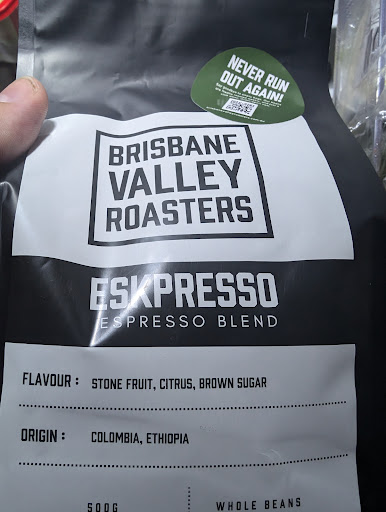 NEVER RUN
OUT AGAIN!
BRISBANE
VALLEY
ROASTERS
ESKPRESSO
ESPRESSO BLEND
FLAVOUR : STONE FRUIT, CITRUS, BROWN SUGAR
ORIGIN : COLOMBIA, ETHIOPIA
500G WHOLE BEANS